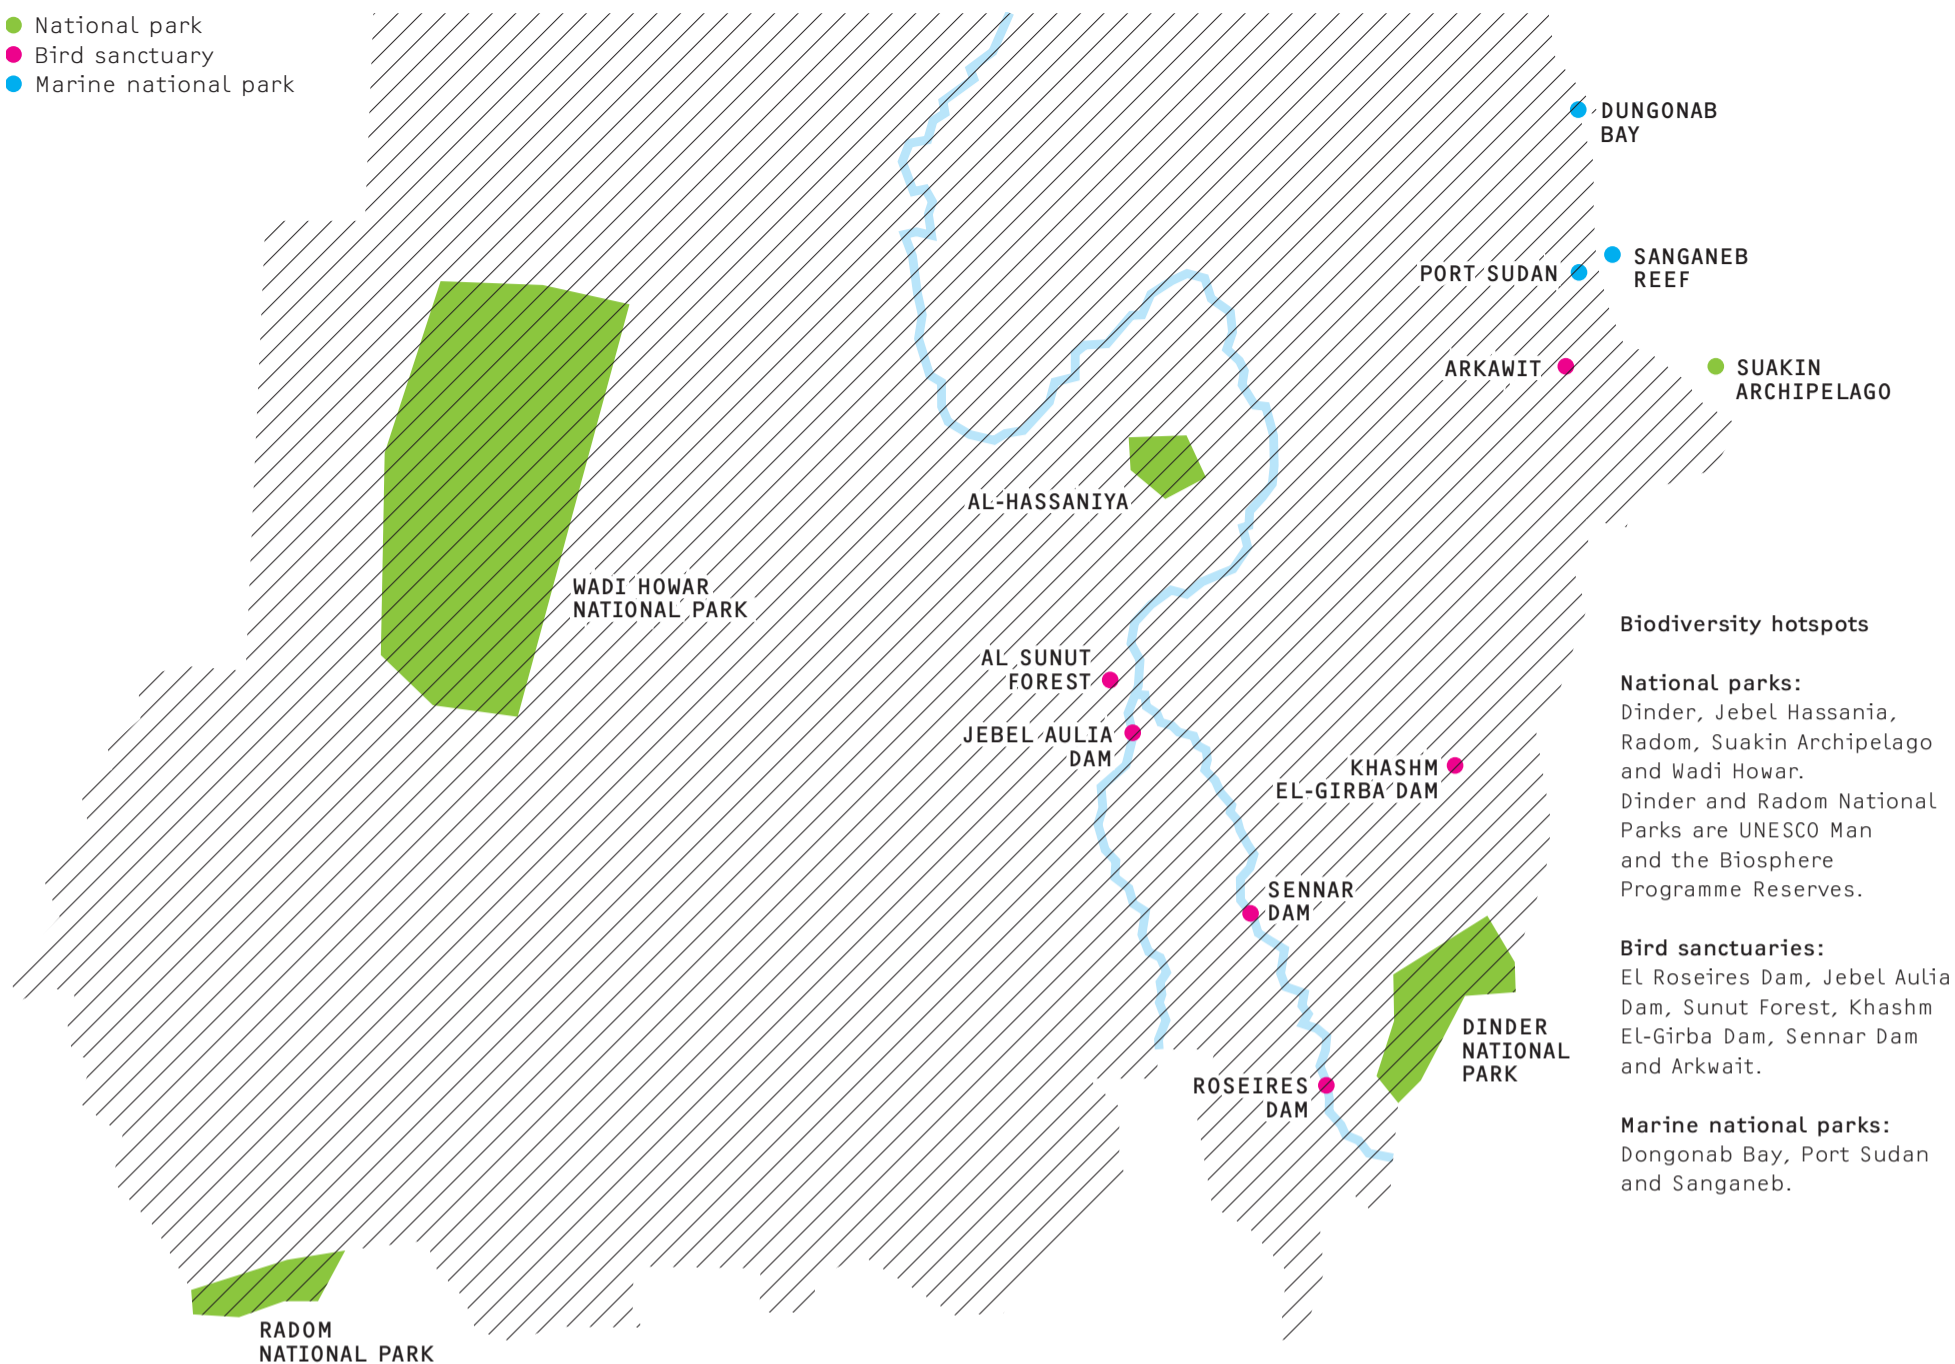 National park
Bird sanctuary
Marine national park
DUNGONAB
BAY
SANGANEB
REEF
PORT SUDAN
ARKAWIT
SUAKIN
ARCHIPELAGO
AL-HASSANIYA
WADI HOWAR
NATIONAL PARK
AL SUNUT
FOREST
JEBEL AULIA
DAM
KHASHM
EL-GIRBA DAM
SENNAR
DAM
DINDER
NATIONAL
PARK
ROSEIRES
DAM
RADOM
NATIONAL PARK
Biodiversity hotspots
National parks:
Dinder, Jebel Hassania,
Radom, Suakin Archipelago
and Wadi Howar.
Dinder and Radom National
Parks are UNESCO Man
and the Biosphere
Programme Reserves.
Bird sanctuaries:
El Roseires Dam, Jebel Aulia
Dam, Sunut Forest, Khashm
El-Girba Dam, Sennar Dam
and Arkwait.
Marine national parks:
Dongonab Bay, Port Sudan
and Sanganeb.